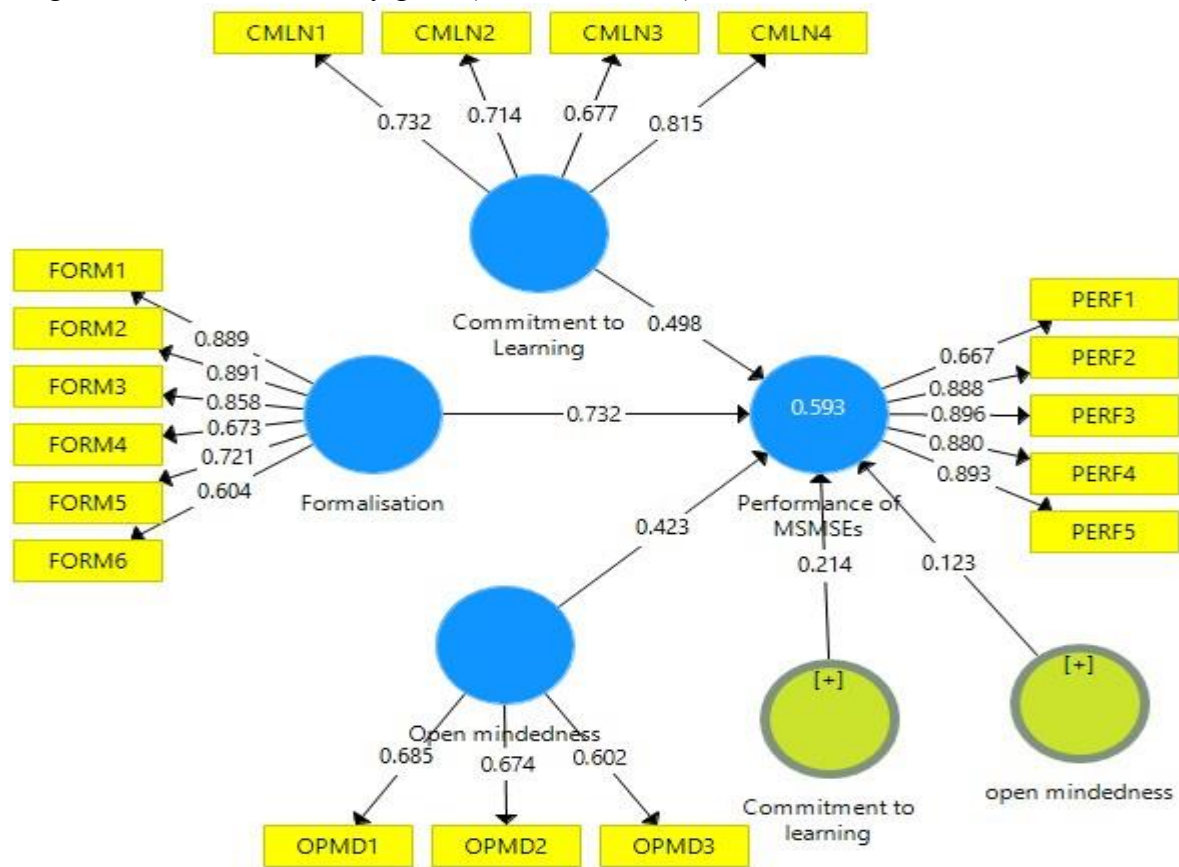 CMLN1 CMLN2 CMLN3 CMLN4
0.732 0.714 0.677 0.815
Commitment to
Learning
FORM1
FORM2
FORM3
FORM4
FORM5
FORM6
0.889
0.891
0.858
0.673
0.721
0.604
Formalisation
0.498
0.732
0.423
0.593
Performance of
MSMSEs
PERF1
PERF2
PERF3
PERF4
PERF5
0.667
0.888
0.896
0.880
0.893
0.214
0.123
Open mindedness
0.685 0.674 0.602
OPMD1 OPMD2 OPMD3
[+]
Commitment to
learning
[+]
open mindedness